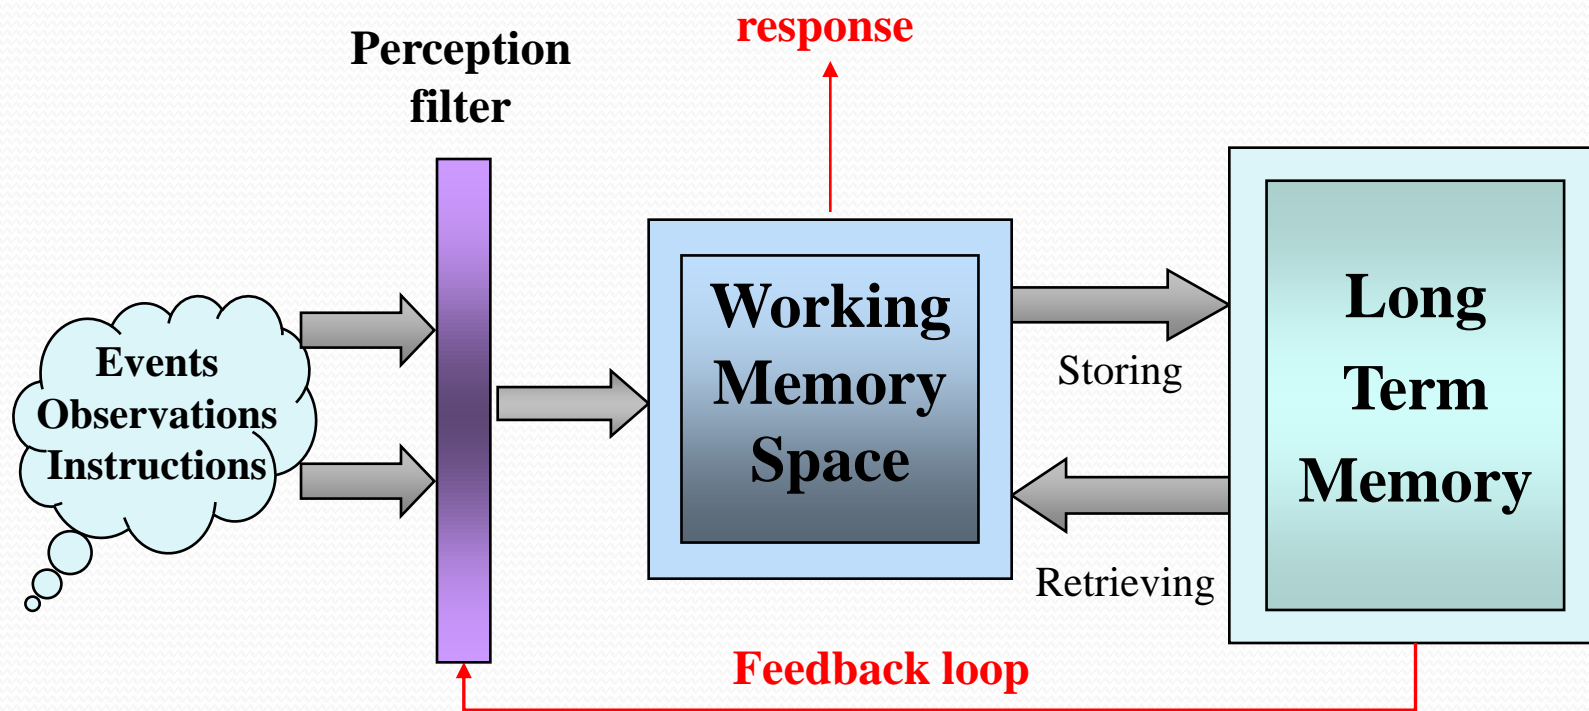 Perception
filter
response
Events
Observations
Instructions
Working
Memory
Space
Storing
Retrieving
Long
Term
Memory
Feedback loop